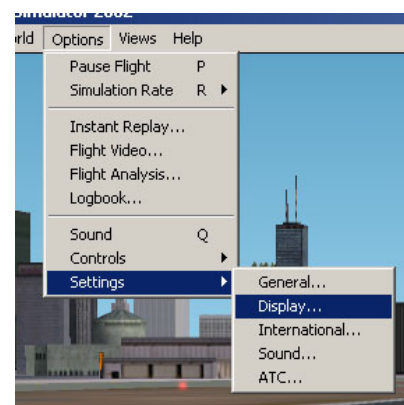 Simulator 2002
rld Options Views Help
Pause Flight P
Simulation Rate R
Instant Replay...
Flight Video...
Flight Analysis...
Logbook...
Sound Q
Controls
Settings
General...
Display...
International...
Sound...
ATC...